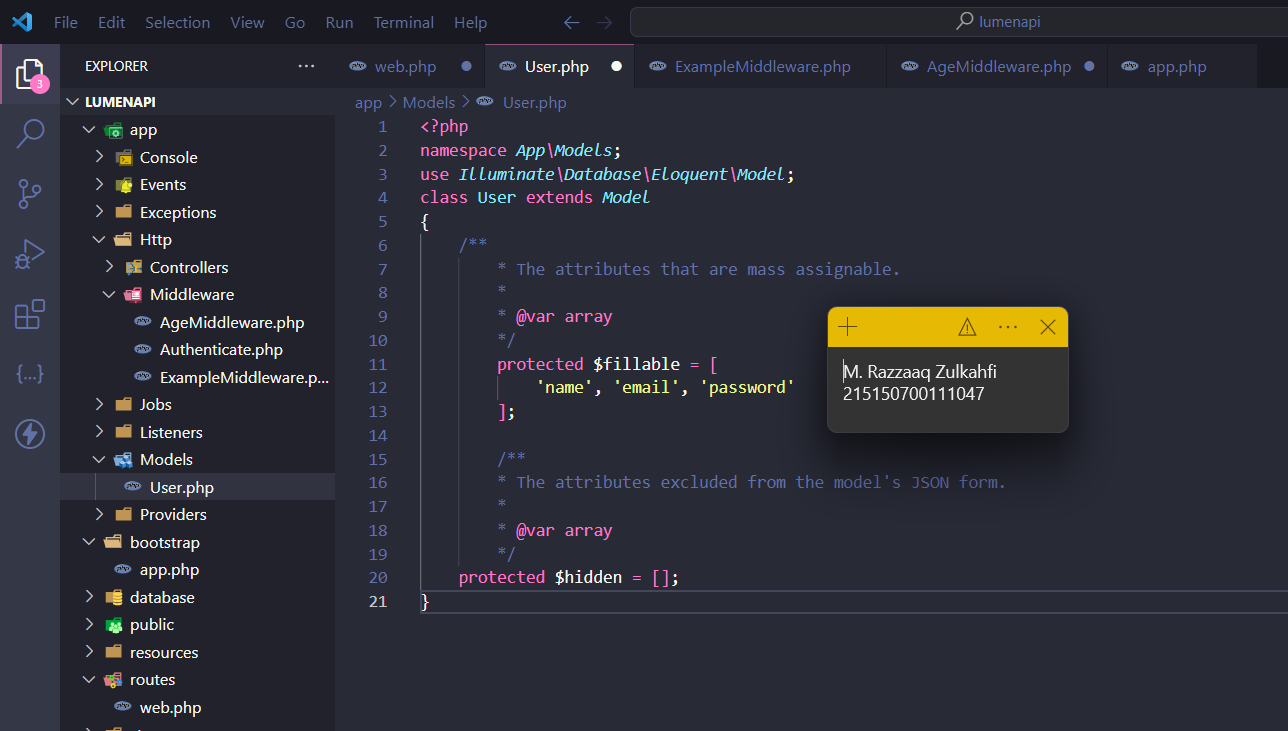 File Edit Selection View Go Run Terminal Help lumenapi
EXPLORER
web.php User.php ExampleMiddleware.php AgeMiddleware.php app.php
3
LUMENAPI
app
Console
Events
Exceptions
Http
Controllers
Middleware
AgeMiddleware.php
Authenticate.php
ExampleMiddleware.p...
Jobs
Listeners
Models
User.php
Providers
bootstrap
app.php
database
public
resources
routes
web.php
app > Models > User.php
1 <?php
2 namespace App\Models;
3 use Illuminate\Database\Eloquent\Model;
4 class User extends Model
5 {
6 /**
7 * The attributes that are mass assignable.
8 *
9 * @var array
10 */
11 protected $fillable = [
12 'name', 'email', 'password'
13 ];
14
15 /**
16 * The attributes excluded from the model's JSON form.
17 *
18 * @var array
19 */
20 protected $hidden = [];
21 }
M. Razzaaq Zulkahfi
215150700111047